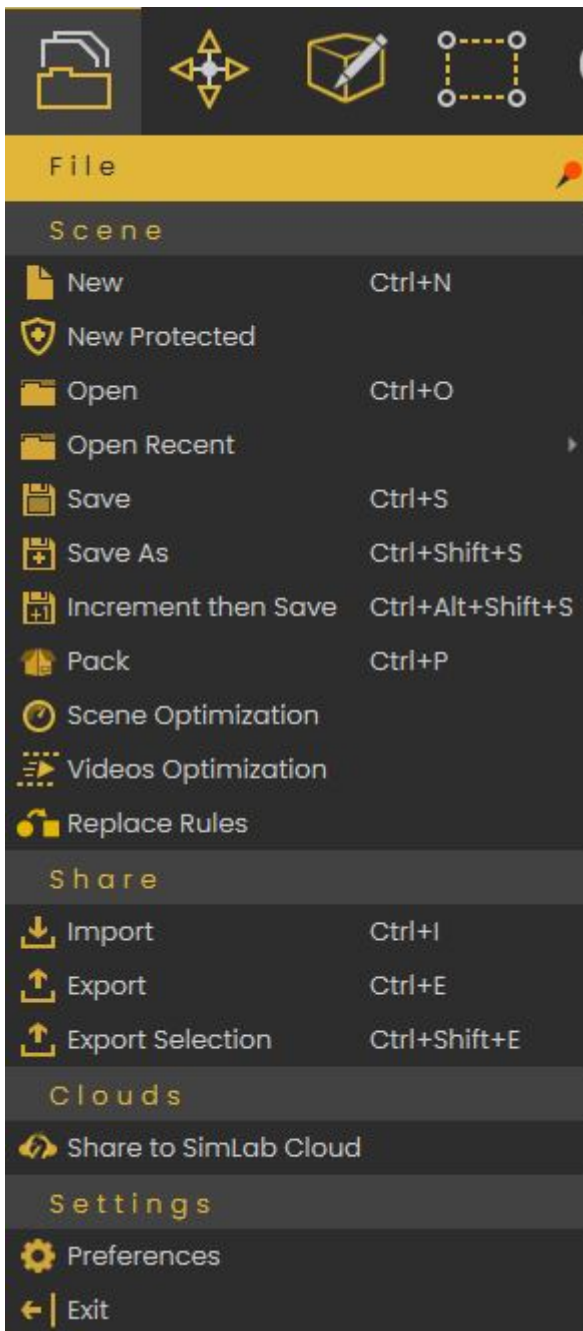 File
Scene
New Ctrl+N
New Protected
Open Ctrl+O
Open Recent
Save Ctrl+S
Save As Ctrl+Shift+S
+1 Increment then Save Ctrl+Alt+Shift+S
Pack Ctrl+P
Scene Optimization
Videos Optimization
Replace Rules
Share
Import Ctrl+I
Export Ctrl+E
Export Selection Ctrl+Shift+E
Clouds
Share to SimLab Cloud
Settings
Preferences
Exit